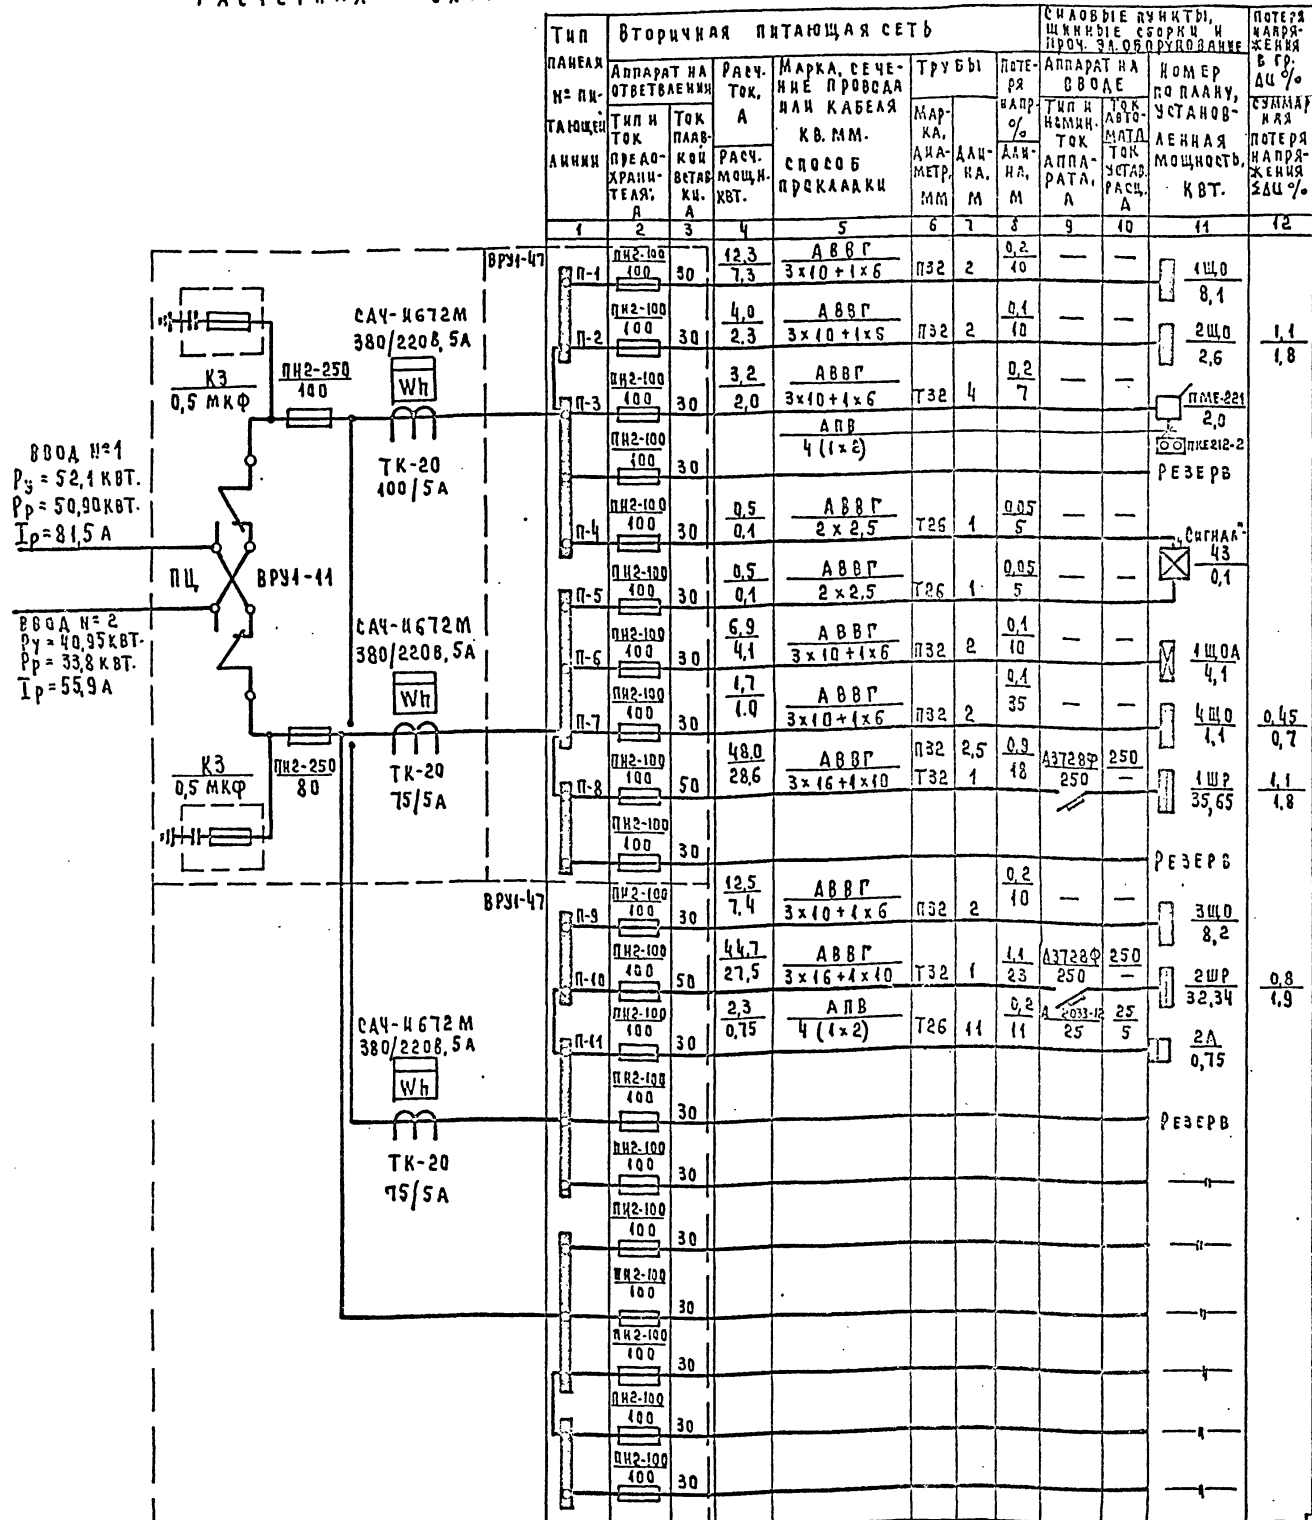 Тип панели № питающей линии
Вторичная питающая сеть
Силовые пункты, шинные сборки и проч. эл. оборудование
Потеря напряжения в гр. ΔU %
Суммарная потеря напряжения ΣΔU %
Аппарат на ответвлении
Тип и ток предохранителя, А
Ток плавкой вставки, А
Расч. ток, А
Расч. мощн. кВт.
Марка, сечение провода или кабеля кв. мм.
Способ прокладки
Трубы
Марка, диаметр, мм
Длина, м
Потеря напр. %
Длина, м
Аппарат на вводе
Тип и номин. ток аппарата, А
Ток автомата
Ток устав. расц. А
Номер по плану, установленная мощность, кВт.
1 2 3 4 5 6 7 8 9 10 11 12
ВРУ1-47
П-1 ПН2-100 100 50 12,3 7,3 АВВГ 3×10+1×6 П32 2 0,2 10 — — 1ЩО 8,1
П-2 ПН2-100 100 30 4,0 2,3 АВВГ 3×10+1×6 П32 2 0,1 10 — — 2ЩО 2,6 1,1 1,8
П-3 ПН2-100 100 30 3,2 2,0 АВВГ 3×10+1×6 Т32 4 0,2 7 — — ПМЕ-221 2,0
АПВ 4(1×2) ПКЕ212-2
ПН2-100 100 30 Резерв
П-4 ПН2-100 100 30 0,5 0,1 АВВГ 2×2,5 Т26 1 0,05 5 — — „Сигнал" 43 0,1
П-5 ПН2-100 100 30 0,5 0,1 АВВГ 2×2,5 Т26 1 0,05 5 — —
П-6 ПН2-100 100 30 6,9 4,1 АВВГ 3×10+1×6 П32 2 0,1 10 — — 1ЩОА 4,1
П-7 ПН2-100 100 30 1,7 1.0 АВВГ 3×10+1×6 П32 2 0,1 35 4ЩО 1,1 0,45 0,7
П-8 ПН2-100 100 50 48,0 28,6 АВВГ 3×16+1×10 П32 2,5 Т32 1 0,9 18 А3728Ф 250 250 — 1ШР 35,65 1,1 1,8
ПН2-100 100 30 Резерв
ВРУ1-47
П-9 ПН2-100 100 30 12,5 7,4 АВВГ 3×10+1×6 П32 2 0,2 10 — — 3ЩО 8,2
П-10 ПН2-100 100 50 44,7 27,5 АВВГ 3×16+1×10 Т32 1 1,1 23 А3728Ф 250 250 — 2ШР 32,34 0,8 1,9
П-11 ПН2-100 100 30 2,3 0,75 АПВ 4(1×2) Т26 11 0,2 11 25 25 5 2А 0,75
ПН2-100 100 30 Резерв
ПН2-100 100 30 —"—
ПН2-100 100 30 —"—
ПН2-100 100 30 —"—
ПН2-100 100 30 —"—
ПН2-100 100 30 —"—
ПН2-100 100 30 —"—
КЗ 0,5 мкф
ПН2-250 100
САЧ-И672М
380/220В, 5А
Wh
ТК-20
100/5А
Ввод №1
Ру = 52,1 кВт.
Рр = 50,90 кВт.
Iр = 81,5 А
ПЦ ВРУ1-11
Ввод №2
Ру = 40,95 кВт.
Рр = 33,8 кВт.
Iр = 55,9 А
САЧ-И672М
380/220В, 5А
Wh
ТК-20
75/5А
КЗ 0,5 мкф
ПН2-250 80
САЧ-И672М
380/220В, 5А
Wh
ТК-20
75/5А